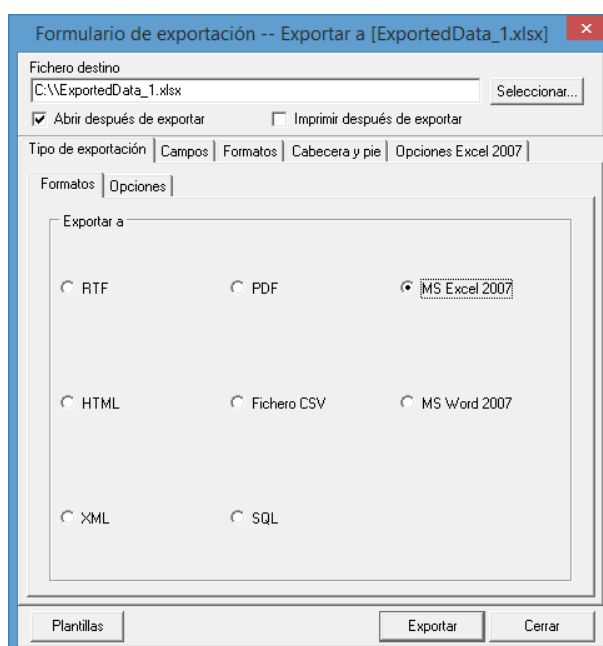 Formulario de exportación -- Exportar a [ExportedData_1.xlsx]
Fichero destino
C:\\ExportedData_1.xlsx
Seleccionar...
Abrir después de exportar
Imprimir después de exportar
Tipo de exportación Campos Formatos Cabecera y pie Opciones Excel 2007
Formatos Opciones
Exportar a
RTF PDF MS Excel 2007
HTML Fichero CSV MS Word 2007
XML SQL
Plantillas Exportar Cerrar